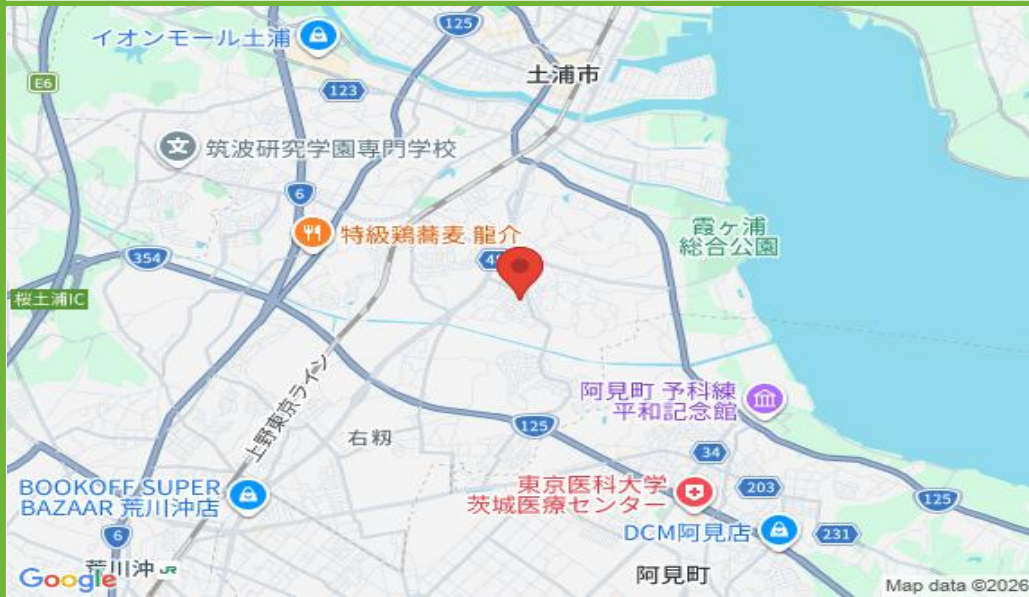 125
イオンモール土浦
土浦市
E6
123
筑波研究学園専門学校
6
特級鶏蕎麦 龍介
霞ヶ浦
総合公園
354
桜土浦IC
上野東京ライン
阿見町 予科練
平和記念館
125
右籾
34
東京医科大学
茨城医療センター
203
125
BOOKOFF SUPER
BAZAAR 荒川沖店
DCM阿見店
231
6
荒川沖 JR
阿見町
Google
Map data ©2026